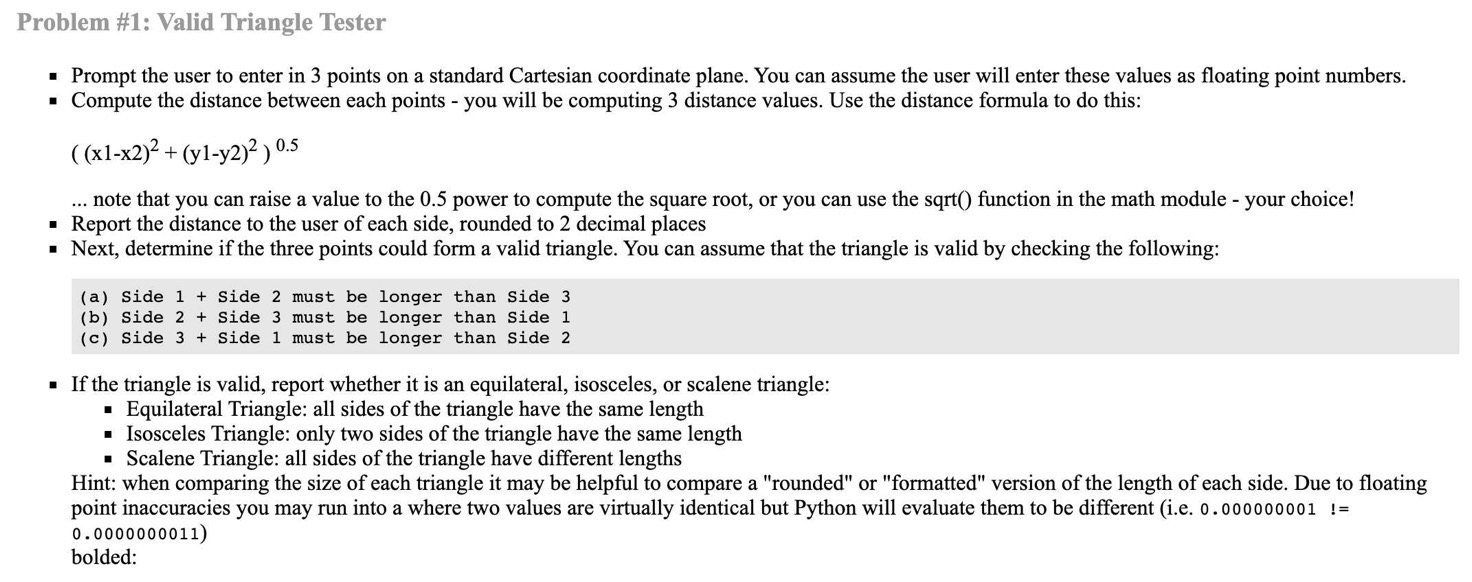 Problem #1: Valid Triangle Tester
▪ Prompt the user to enter in 3 points on a standard Cartesian coordinate plane. You can assume the user will enter these values as floating point numbers.
▪ Compute the distance between each points - you will be computing 3 distance values. Use the distance formula to do this:
( (x1-x2)² + (y1-y2)² ) ⁰·⁵
... note that you can raise a value to the 0.5 power to compute the square root, or you can use the sqrt() function in the math module - your choice!
▪ Report the distance to the user of each side, rounded to 2 decimal places
▪ Next, determine if the three points could form a valid triangle. You can assume that the triangle is valid by checking the following:
(a) Side 1 + Side 2 must be longer than Side 3
(b) Side 2 + Side 3 must be longer than Side 1
(c) Side 3 + Side 1 must be longer than Side 2
▪ If the triangle is valid, report whether it is an equilateral, isosceles, or scalene triangle:
▪ Equilateral Triangle: all sides of the triangle have the same length
▪ Isosceles Triangle: only two sides of the triangle have the same length
▪ Scalene Triangle: all sides of the triangle have different lengths
Hint: when comparing the size of each triangle it may be helpful to compare a "rounded" or "formatted" version of the length of each side. Due to floating
point inaccuracies you may run into a where two values are virtually identical but Python will evaluate them to be different (i.e. 0.000000001 !=
0.0000000011)
bolded: